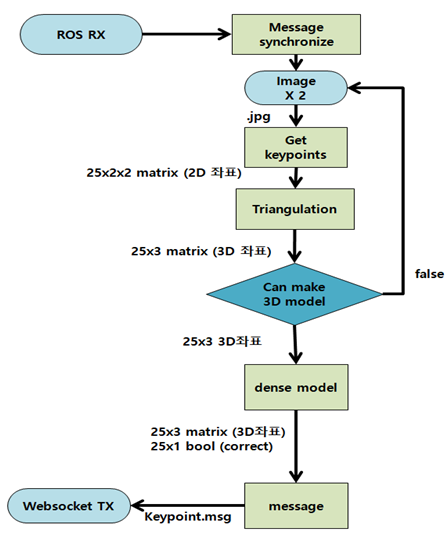 ROS RX
Message
synchronize
Image
X 2
.jpg
Get
keypoints
25x2x2 matrix (2D 좌표)
Triangulation
25x3 matrix (3D 좌표)
Can make
3D model
false
25x3 3D좌표
dense model
25x3 matrix (3D좌표)
25x1 bool (correct)
Websocket TX
Keypoint.msg
message